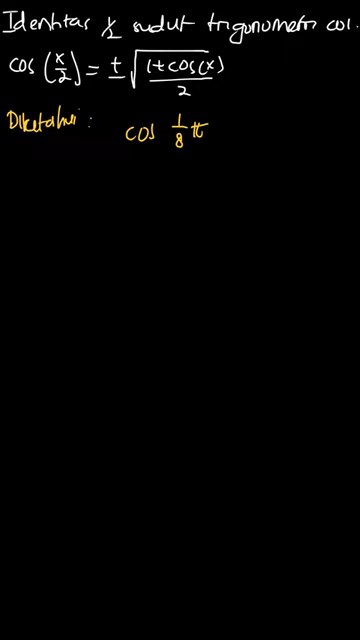 Identitas ½ sudut trigonometri cos.
cos (x/2) = ± √((1+cos(x))/2)
Diketahui :
cos 1/8 π